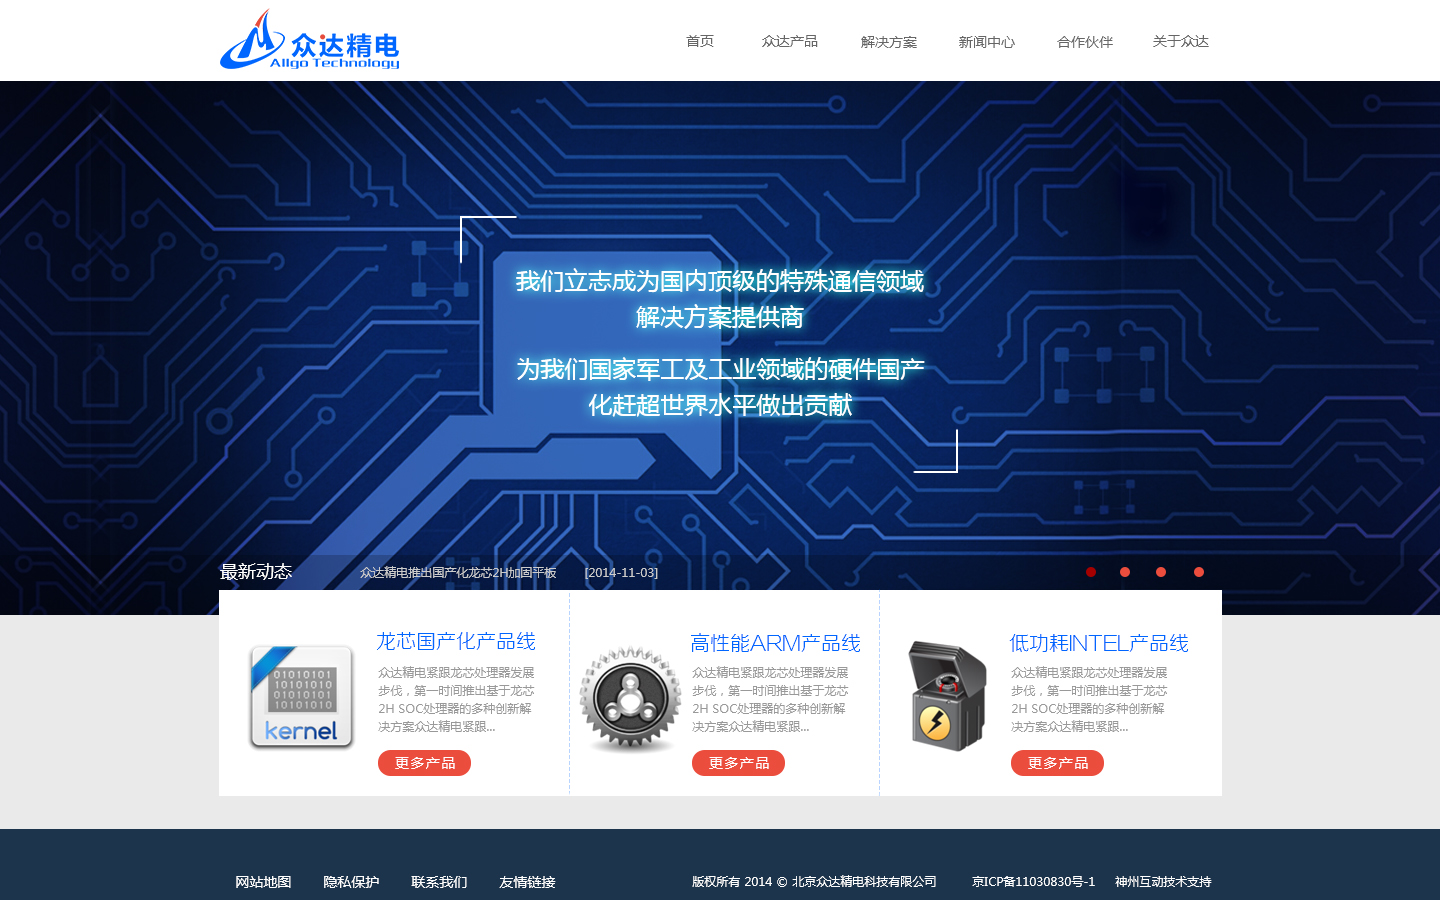 众达精电
Allgo Technology
首页 众达产品 解决方案 新闻中心 合作伙伴 关于众达
我们立志成为国内顶级的特殊通信领域
解决方案提供商
为我们国家军工及工业领域的硬件国产
化赶超世界水平做出贡献
最新动态 众达精电推出国产化龙芯2H加固平板 [2014-11-03]
01010101
10101010
01010101
10101010
kernel
龙芯国产化产品线
众达精电紧跟龙芯处理器发展
步伐，第一时间推出基于龙芯
2H SOC处理器的多种创新解
决方案众达精电紧跟...
更多产品
高性能ARM产品线
众达精电紧跟龙芯处理器发展
步伐，第一时间推出基于龙芯
2H SOC处理器的多种创新解
决方案众达精电紧跟...
更多产品
低功耗INTEL产品线
众达精电紧跟龙芯处理器发展
步伐，第一时间推出基于龙芯
2H SOC处理器的多种创新解
决方案众达精电紧跟...
更多产品
网站地图 隐私保护 联系我们 友情链接 版权所有 2014 © 北京众达精电科技有限公司 京ICP备11030830号-1 神州互动技术支持